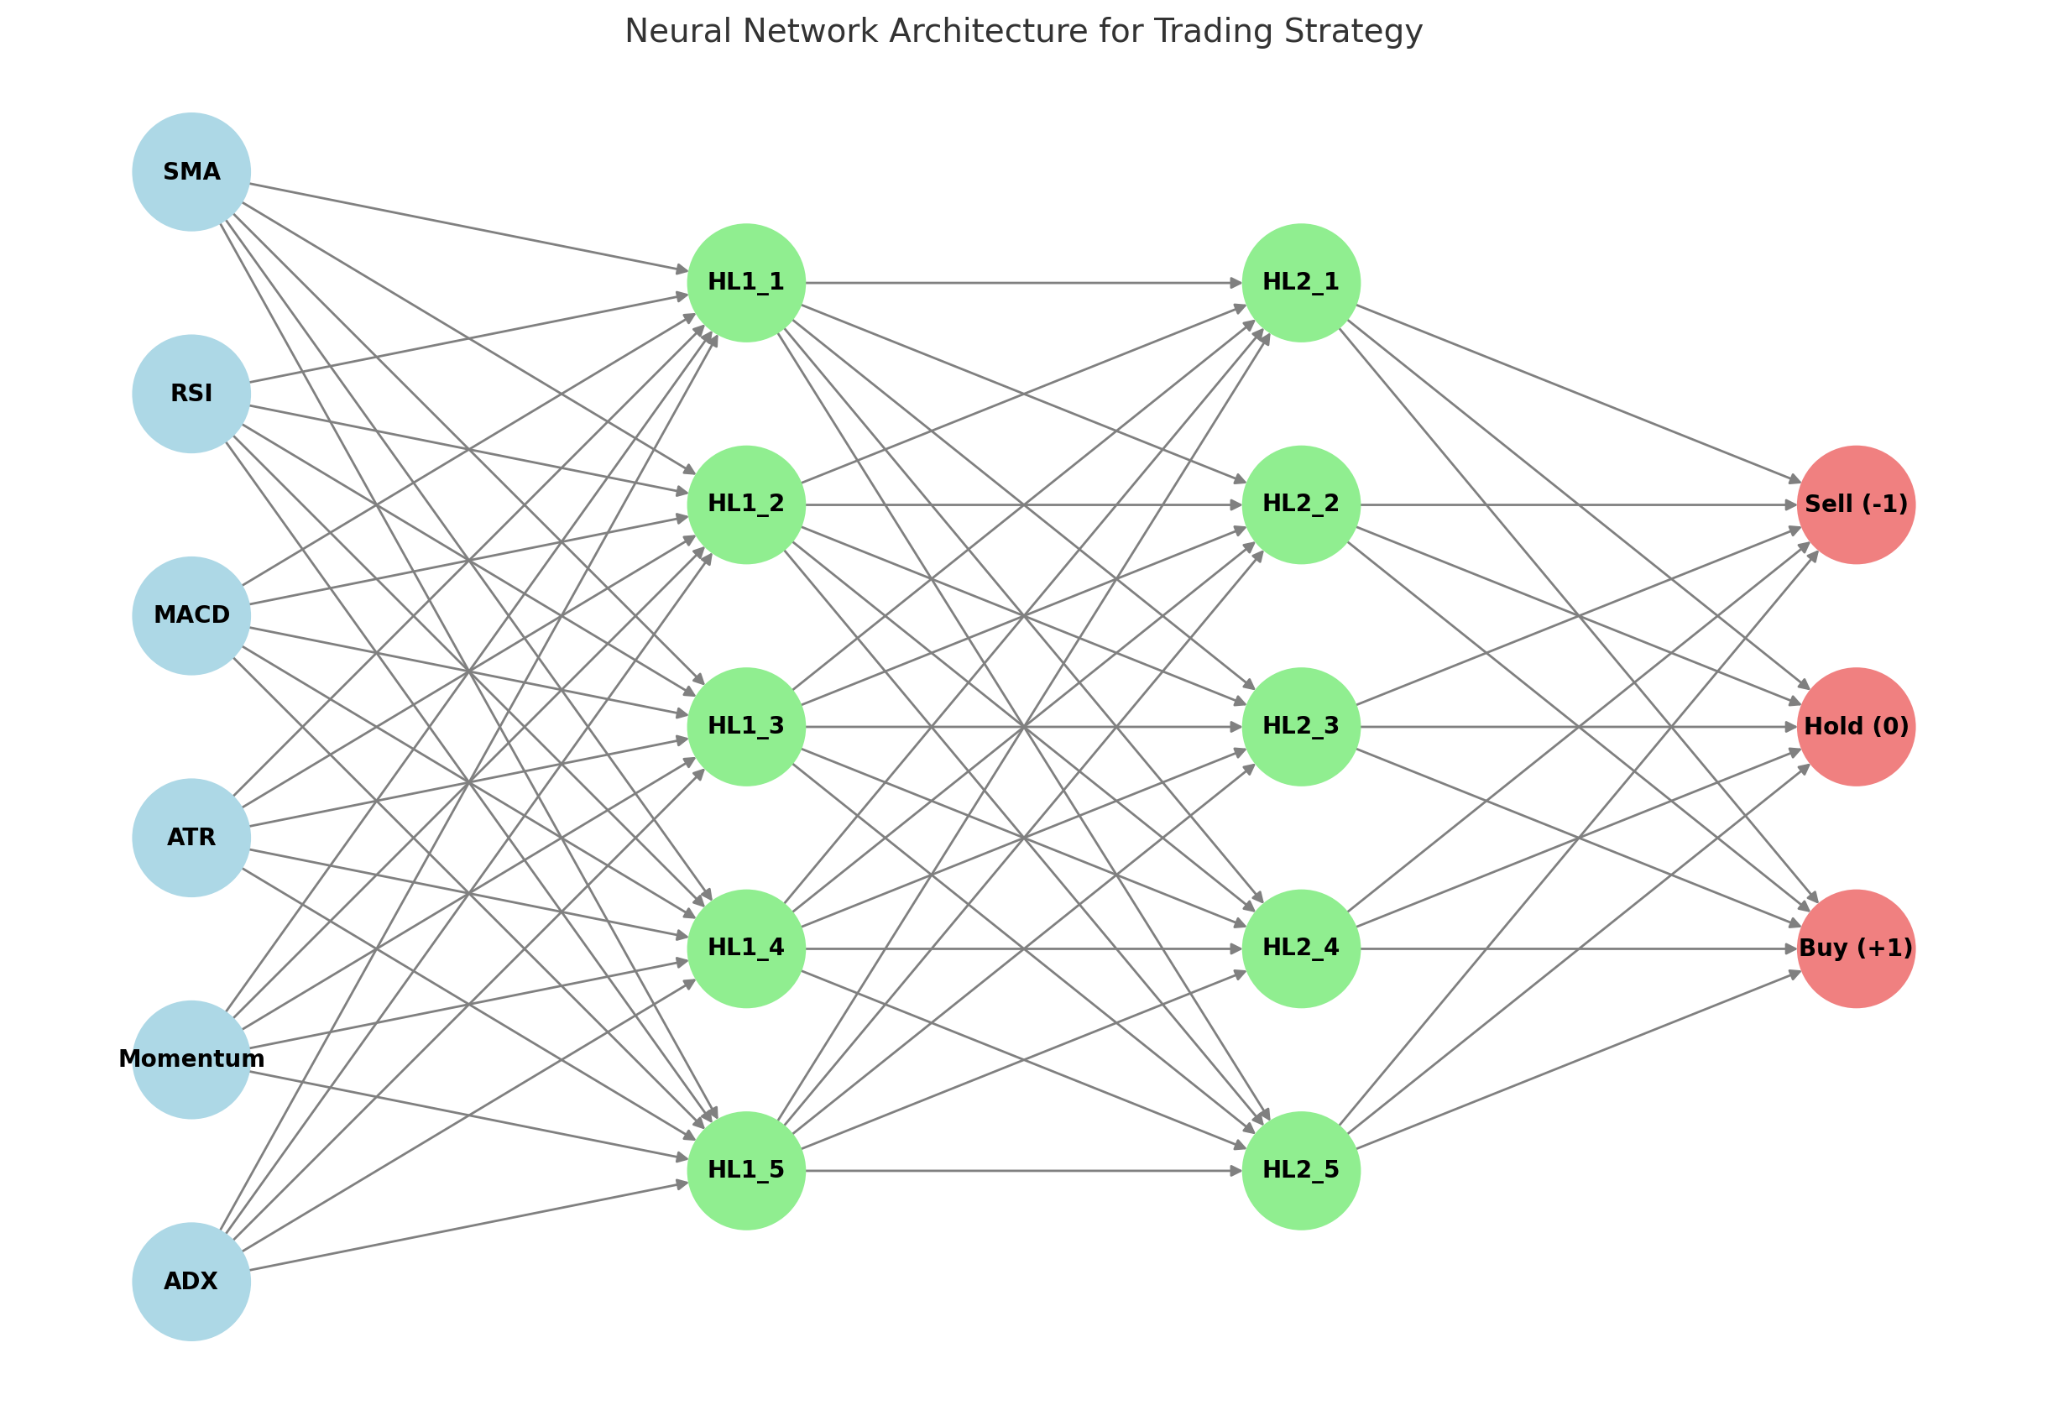 Neural Network Architecture for Trading Strategy
SMA
RSI
MACD
ATR
Momentum
ADX
HL1_1
HL1_2
HL1_3
HL1_4
HL1_5
HL2_1
HL2_2
HL2_3
HL2_4
HL2_5
Sell (-1)
Hold (0)
Buy (+1)